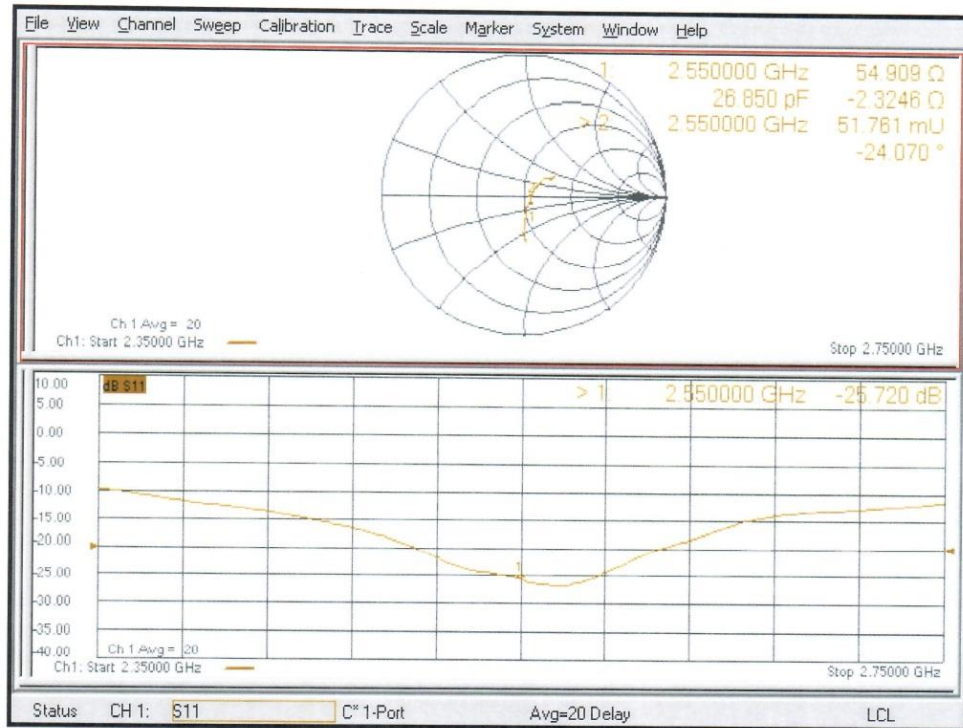 File View Channel Sweep Calibration Trace Scale Marker System Window Help
1: 2.550000 GHz 54.909 Ω
26.850 pF -2.3246 Ω
> 2: 2.550000 GHz 51.761 mU
-24.070 °
1
Ch 1 Avg = 20
Ch1: Start 2.35000 GHz
Stop 2.75000 GHz
10.00 dB S11
> 1: 2.550000 GHz -25.720 dB
5.00
0.00
-5.00
-10.00
-15.00
-20.00
-25.00
1
-30.00
-35.00
-40.00
Ch 1 Avg = 20
Ch1: Start 2.35000 GHz
Stop 2.75000 GHz
Status CH 1: S11 C* 1-Port Avg=20 Delay LCL